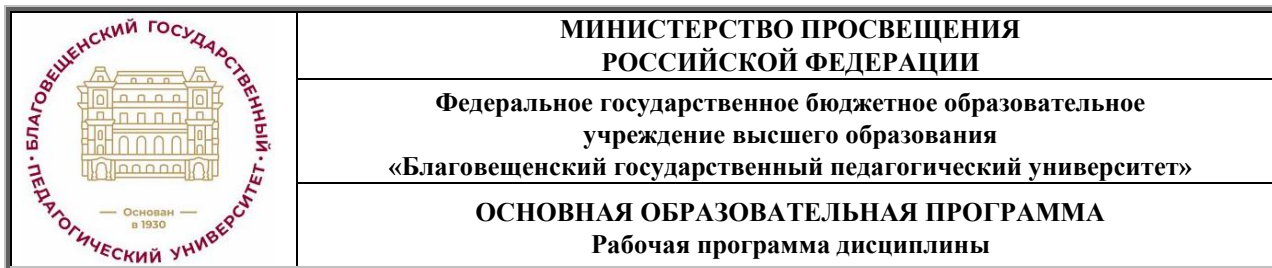 БЛАГОВЕЩЕНСКИЙ ГОСУДАРСТВЕННЫЙ
• ПЕДАГОГИЧЕСКИЙ УНИВЕРСИТЕТ •
Основан
в 1930
МИНИСТЕРСТВО ПРОСВЕЩЕНИЯ
РОССИЙСКОЙ ФЕДЕРАЦИИ
Федеральное государственное бюджетное образовательное
учреждение высшего образования
«Благовещенский государственный педагогический университет»
ОСНОВНАЯ ОБРАЗОВАТЕЛЬНАЯ ПРОГРАММА
Рабочая программа дисциплины